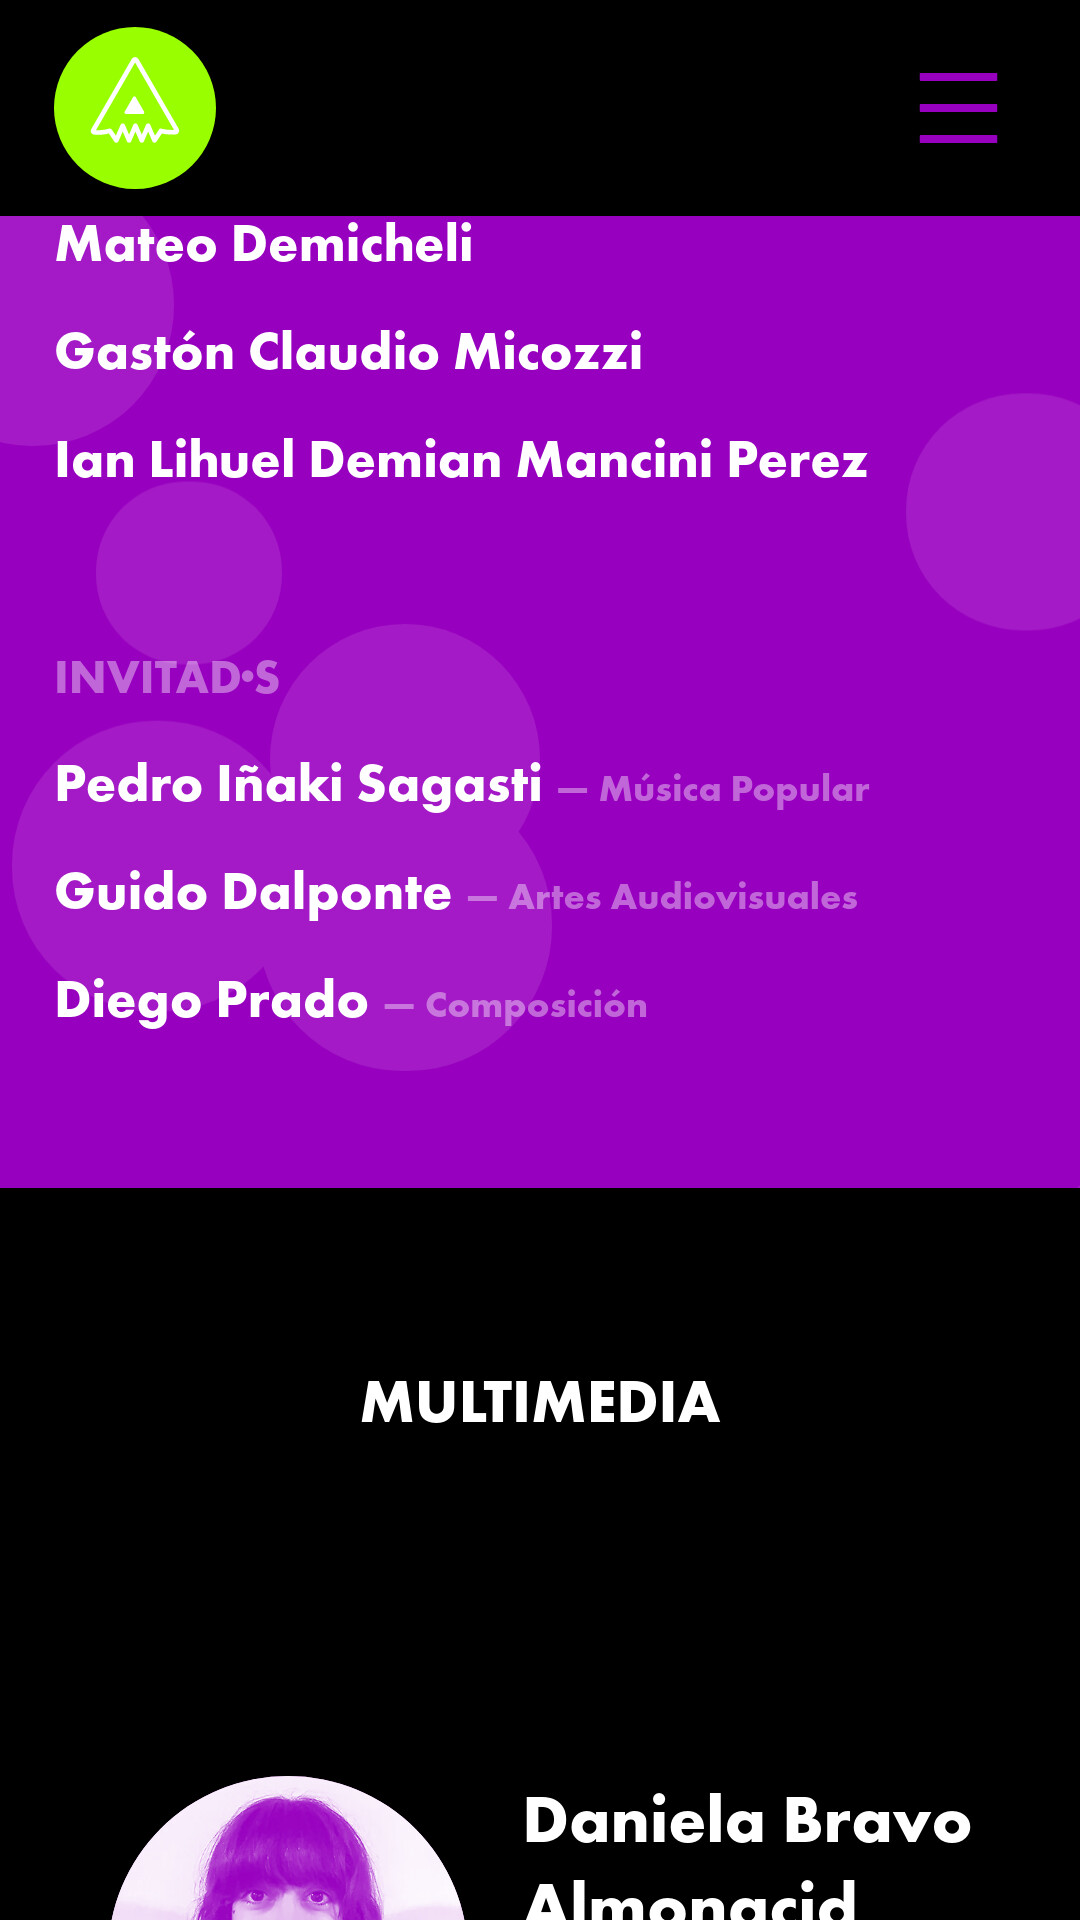 Mateo Demicheli
Gastón Claudio Micozzi
Ian Lihuel Demian Mancini Perez
INVITAD•S
Pedro Iñaki Sagasti — Música Popular
Guido Dalponte — Artes Audiovisuales
Diego Prado — Composición
MULTIMEDIA
Daniela Bravo
Almonacid